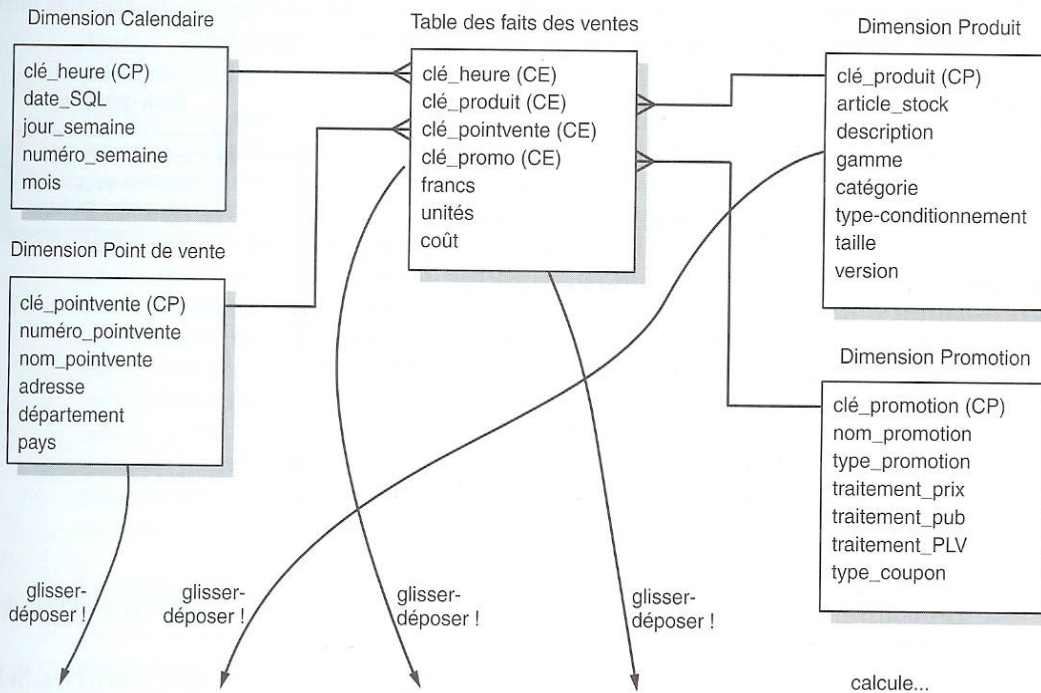 Dimension Calendaire
clé_heure (CP)
date_SQL
jour_semaine
numéro_semaine
mois
Dimension Point de vente
clé_pointvente (CP)
numéro_pointvente
nom_pointvente
adresse
département
pays
Table des faits des ventes
clé_heure (CE)
clé_produit (CE)
clé_pointvente (CE)
clé_promo (CE)
francs
unités
coût
Dimension Produit
clé_produit (CP)
article_stock
description
gamme
catégorie
type-conditionnement
taille
version
Dimension Promotion
clé_promotion (CP)
nom_promotion
type_promotion
traitement_prix
traitement_pub
traitement_PLV
type_coupon
glisser-
déposer !
glisser-
déposer !
glisser-
déposer !
glisser-
déposer !
calcule...